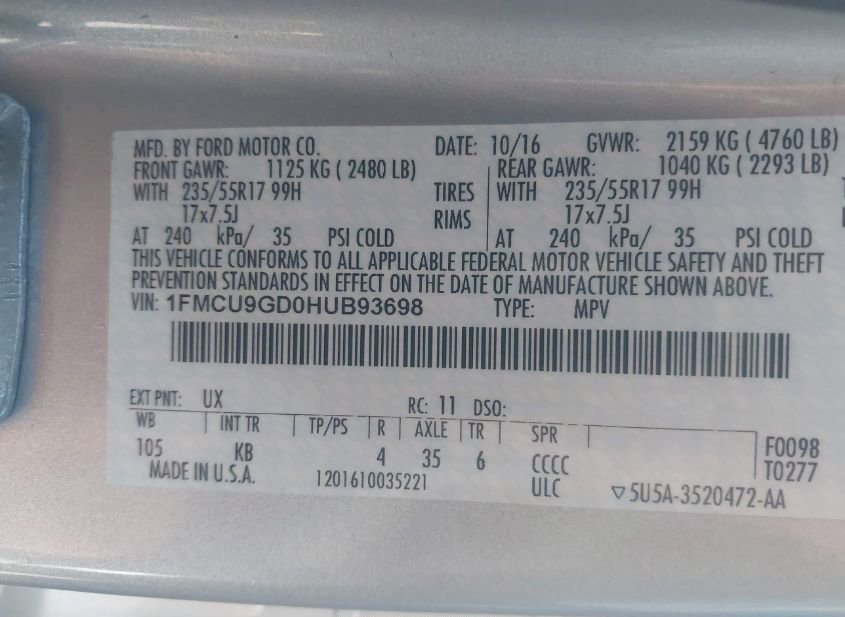 MFD. BY FORD MOTOR CO. DATE: 10/16 GVWR: 2159 KG ( 4760 LB)
FRONT GAWR: 1125 KG ( 2480 LB) REAR GAWR: 1040 KG ( 2293 LB)
WITH 235/55R17 99H TIRES WITH 235/55R17 99H
17x7.5J RIMS 17x7.5J
AT 240 kPa/ 35 PSI COLD AT 240 kPa/ 35 PSI COLD
THIS VEHICLE CONFORMS TO ALL APPLICABLE FEDERAL MOTOR VEHICLE SAFETY AND THEFT
PREVENTION STANDARDS IN EFFECT ON THE DATE OF MANUFACTURE SHOWN ABOVE.
VIN: 1FMCU9GD0HUB93698 TYPE: MPV
EXT PNT: UX RC: 11 DSO:
WB INT TR TP/PS R AXLE TR SPR
105 KB 4 35 6 CCCC F0098
MADE IN U.S.A. 1201610035221 ULC T0277
▽5U5A-3520472-AA